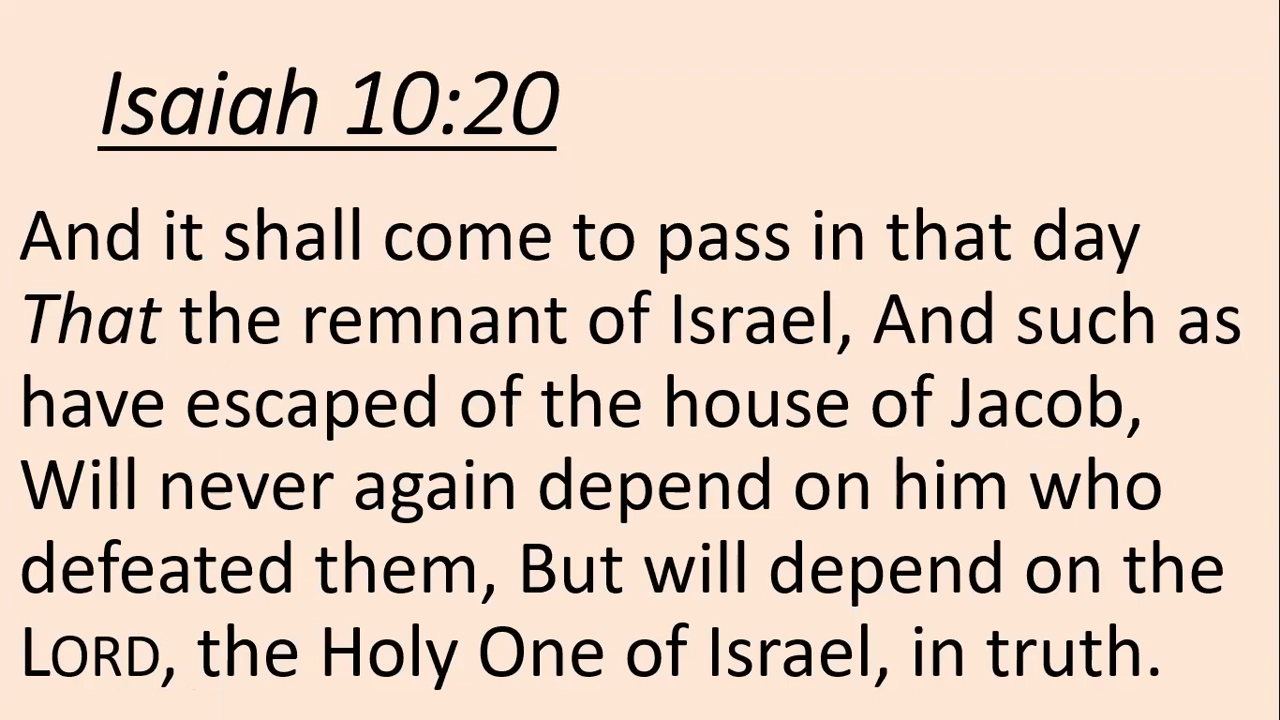 Isaiah 10:20
And it shall come to pass in that day
That the remnant of Israel, And such as
have escaped of the house of Jacob,
Will never again depend on him who
defeated them, But will depend on the
LORD, the Holy One of Israel, in truth.